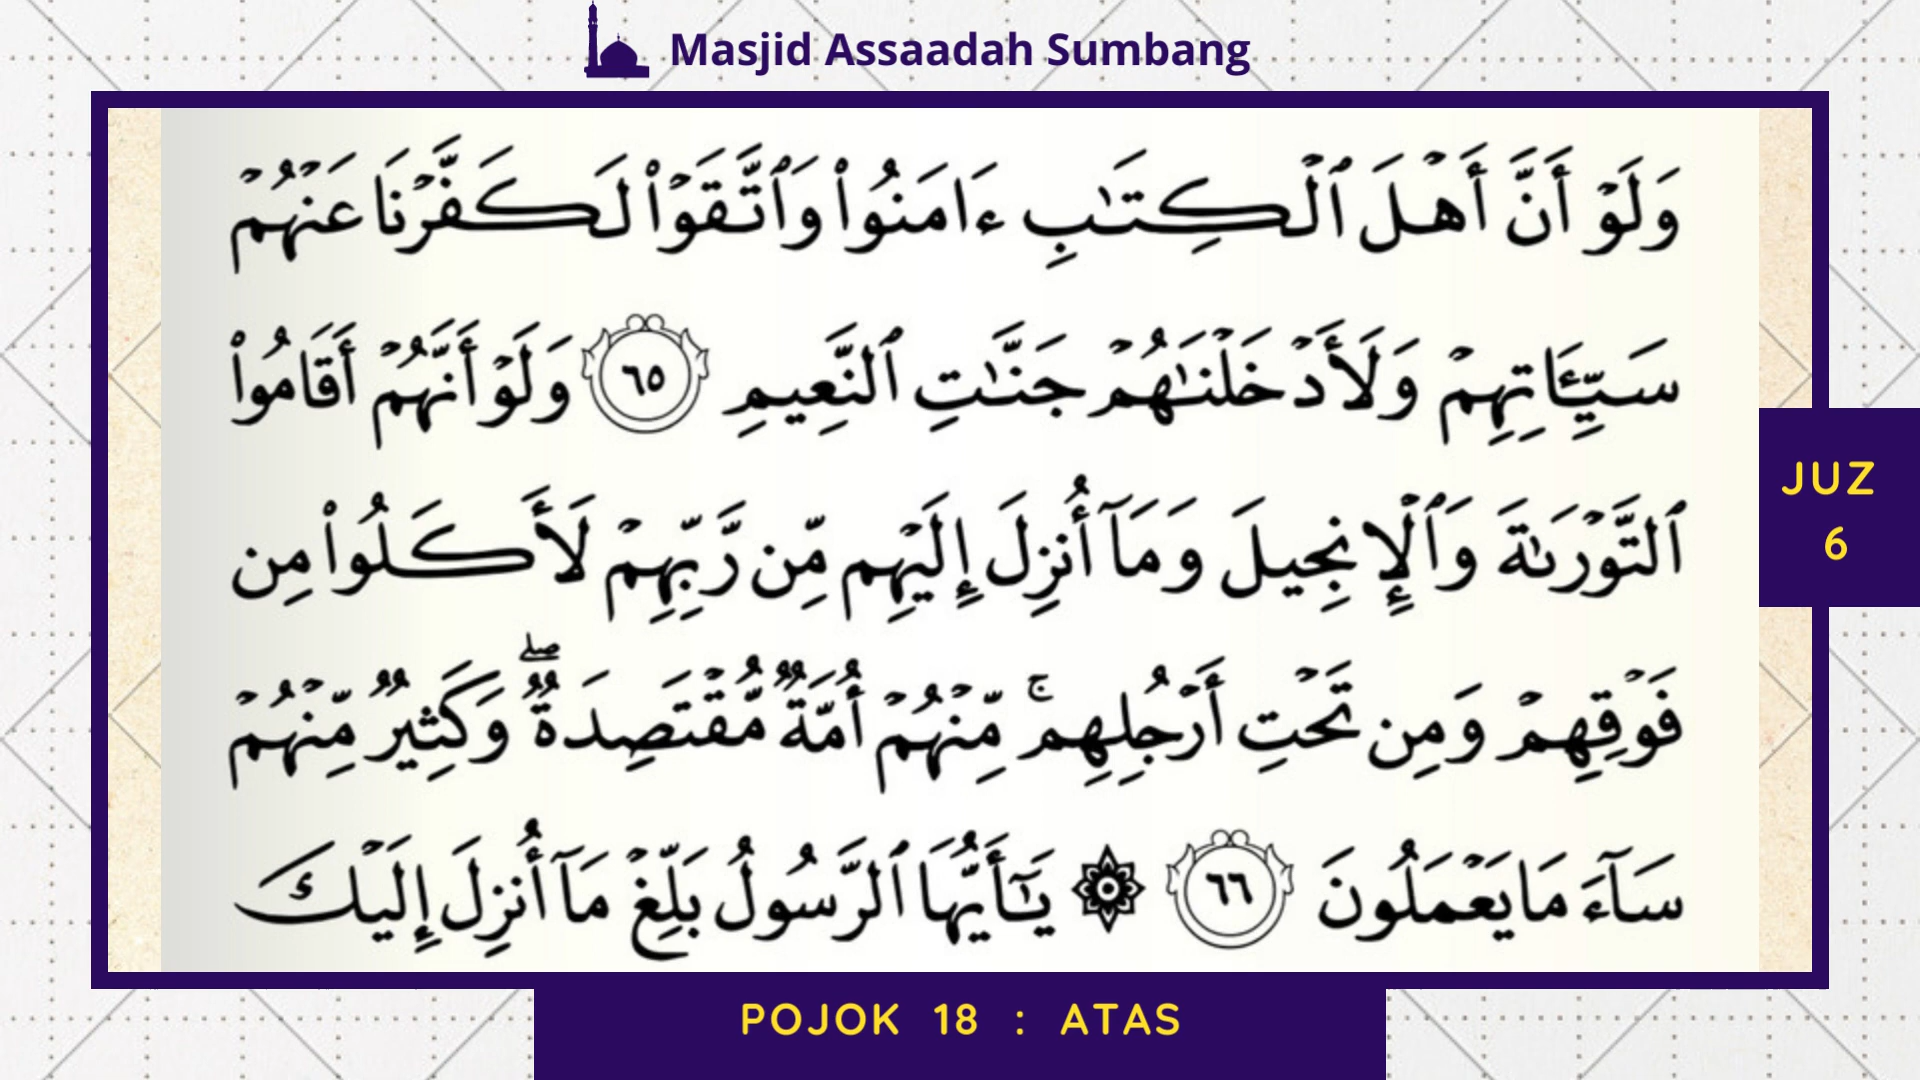 Masjid Assaadah Sumbang
وَلَوْ أَنَّ أَهْلَ ٱلْكِتَـٰبِ ءَامَنُوا۟ وَٱتَّقَوْا۟ لَكَفَّرْنَا عَنْهُمْ
سَيِّـَٔاتِهِمْ وَلَأَدْخَلْنَـٰهُمْ جَنَّـٰتِ ٱلنَّعِيمِ ٦٥ وَلَوْ أَنَّهُمْ أَقَامُوا۟
ٱلتَّوْرَىٰةَ وَٱلْإِنجِيلَ وَمَآ أُنزِلَ إِلَيْهِم مِّن رَّبِّهِمْ لَأَكَلُوا۟ مِن
فَوْقِهِمْ وَمِن تَحْتِ أَرْجُلِهِم ۚ مِّنْهُمْ أُمَّةٌ مُّقْتَصِدَةٌ ۖ وَكَثِيرٌ مِّنْهُمْ
سَآءَ مَا يَعْمَلُونَ ٦٦ ۞ يَـٰٓأَيُّهَا ٱلرَّسُولُ بَلِّغْ مَآ أُنزِلَ إِلَيْكَ
JUZ
6
POJOK 18 : ATAS